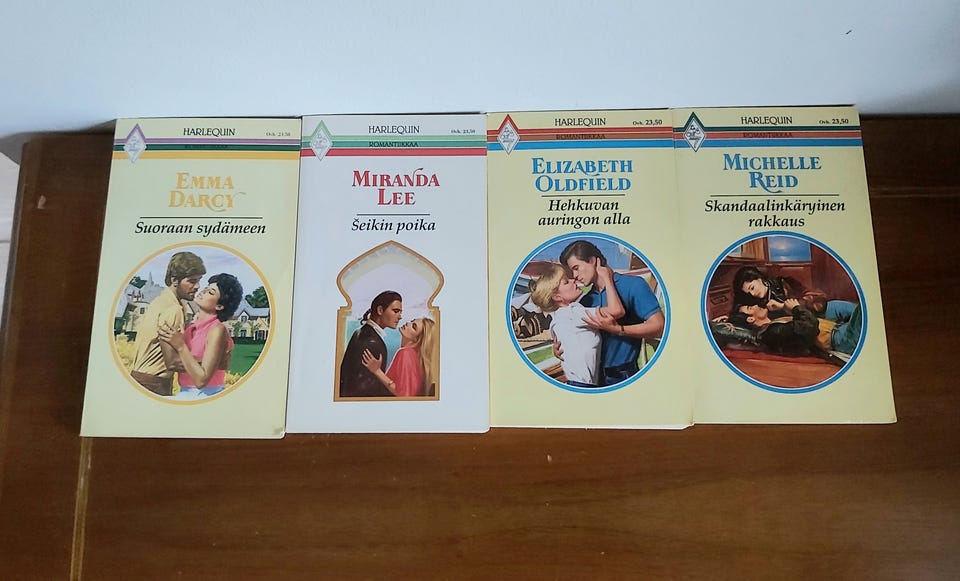 HARLEQUIN
Ovh. 23,50
ROMANTIIKKAA
EMMA
DARCY
Suoraan sydämeen
HARLEQUIN
Ovh. 23,50
ROMANTIIKKAA
MIRANDA
LEE
Šeikin poika
HARLEQUIN
Ovh. 23,50
ROMANTIIKKAA
ELIZABETH
OLDFIELD
Hehkuvan
auringon alla
HARLEQUIN
Ovh. 23,50
ROMANTIIKKAA
MICHELLE
REID
Skandaalinkäryinen
rakkaus